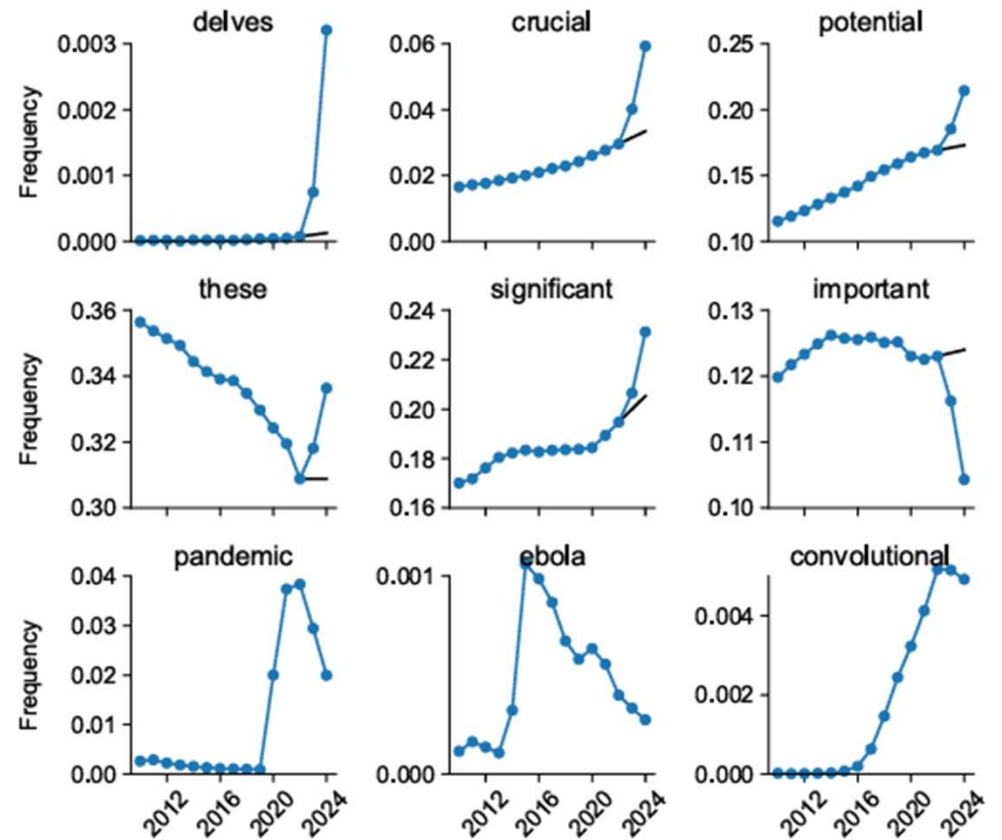 delves
crucial
potential
Frequency
0.003
0.002
0.001
0.000
0.06
0.04
0.02
0.00
0.25
0.20
0.15
0.10
these
significant
important
Frequency
0.36
0.34
0.32
0.30
0.24
0.22
0.20
0.18
0.16
0.13
0.12
0.11
0.10
pandemic
ebola
convolutional
Frequency
0.04
0.03
0.02
0.01
0.00
0.001
0.000
0.004
0.002
0.000
2012 2016 2020 2024
2012 2016 2020 2024
2012 2016 2020 2024